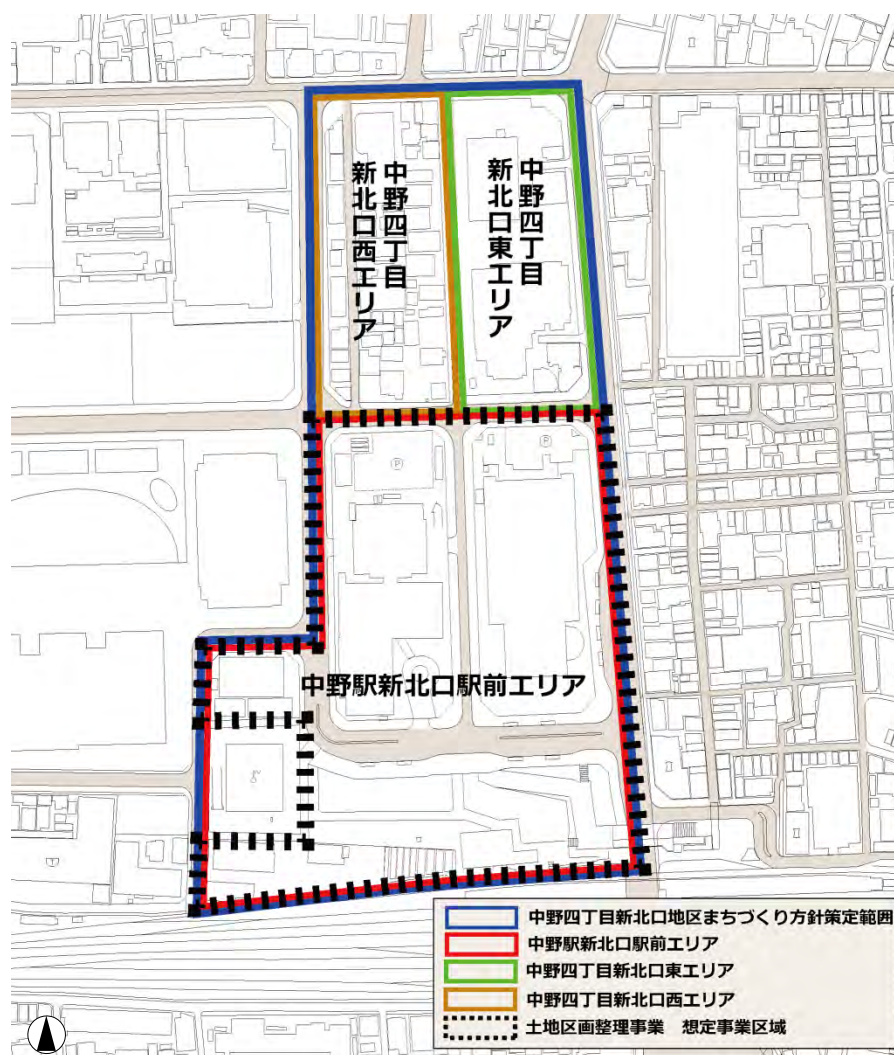 中野四丁目
新北口西エリア
中野四丁目
新北口東エリア
P
P
中野駅新北口駅前エリア
中野四丁目新北口地区まちづくり方針策定範囲
中野駅新北口駅前エリア
中野四丁目新北口東エリア
中野四丁目新北口西エリア
土地区画整理事業 想定事業区域